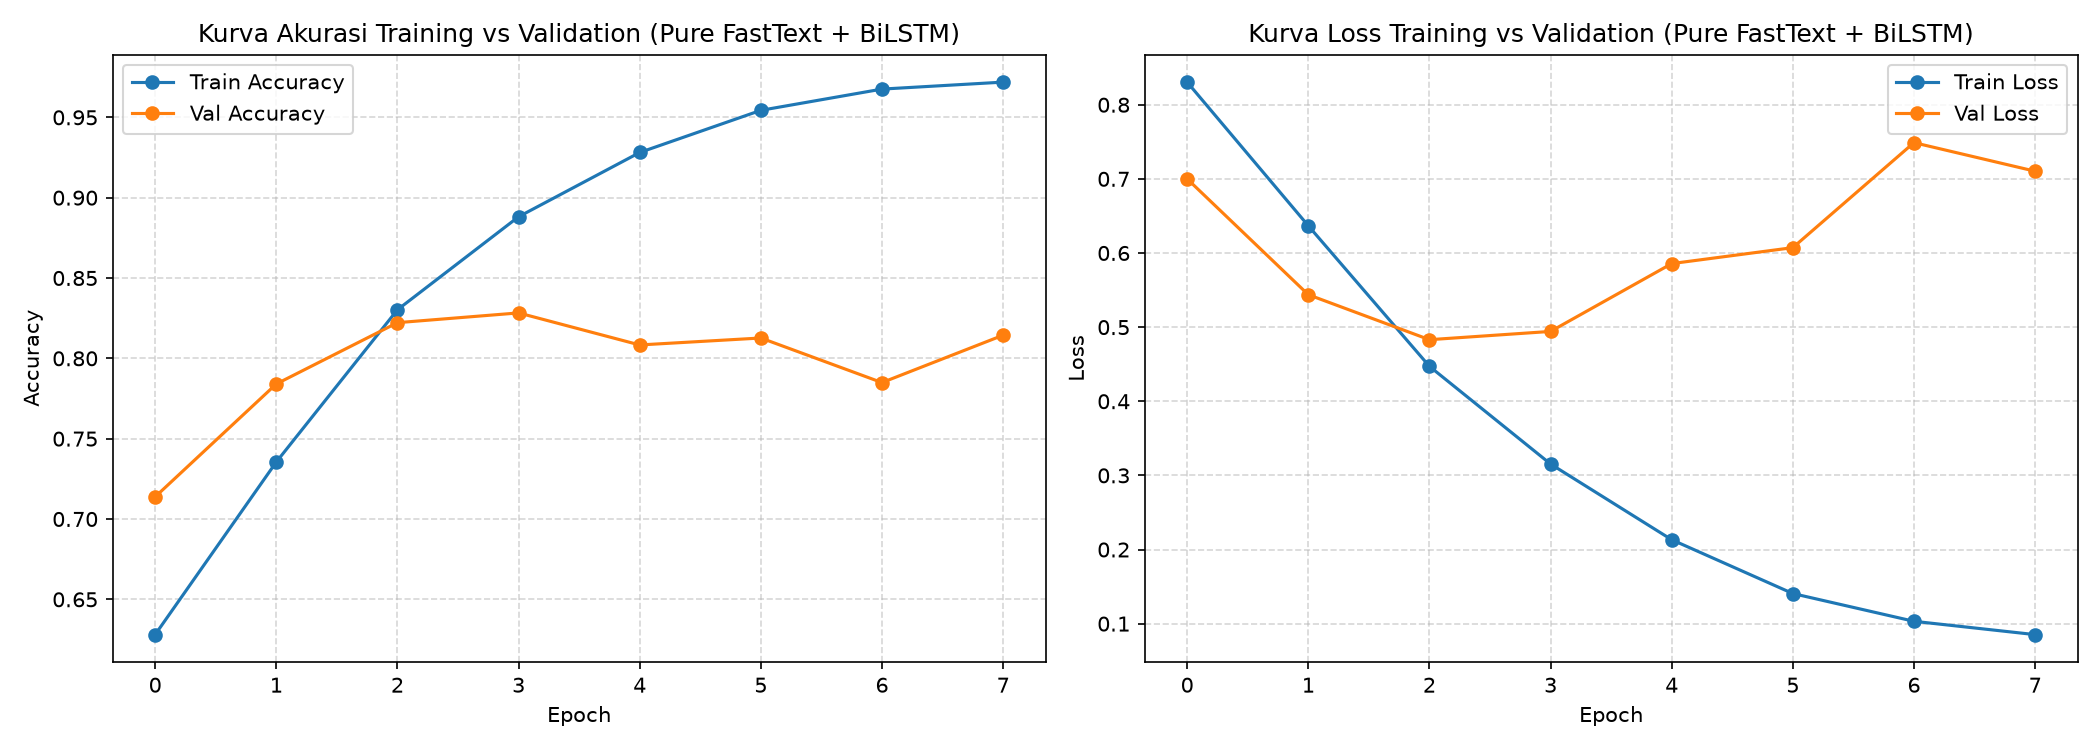 Kurva Akurasi Training vs Validation (Pure FastText + BiLSTM)
Train Accuracy
Val Accuracy
0.95
0.90
0.85
0.80
0.75
0.70
0.65
Accuracy
0 1 2 3 4 5 6 7
Epoch
Kurva Loss Training vs Validation (Pure FastText + BiLSTM)
Train Loss
Val Loss
0.8
0.7
0.6
0.5
0.4
0.3
0.2
0.1
Loss
0 1 2 3 4 5 6 7
Epoch